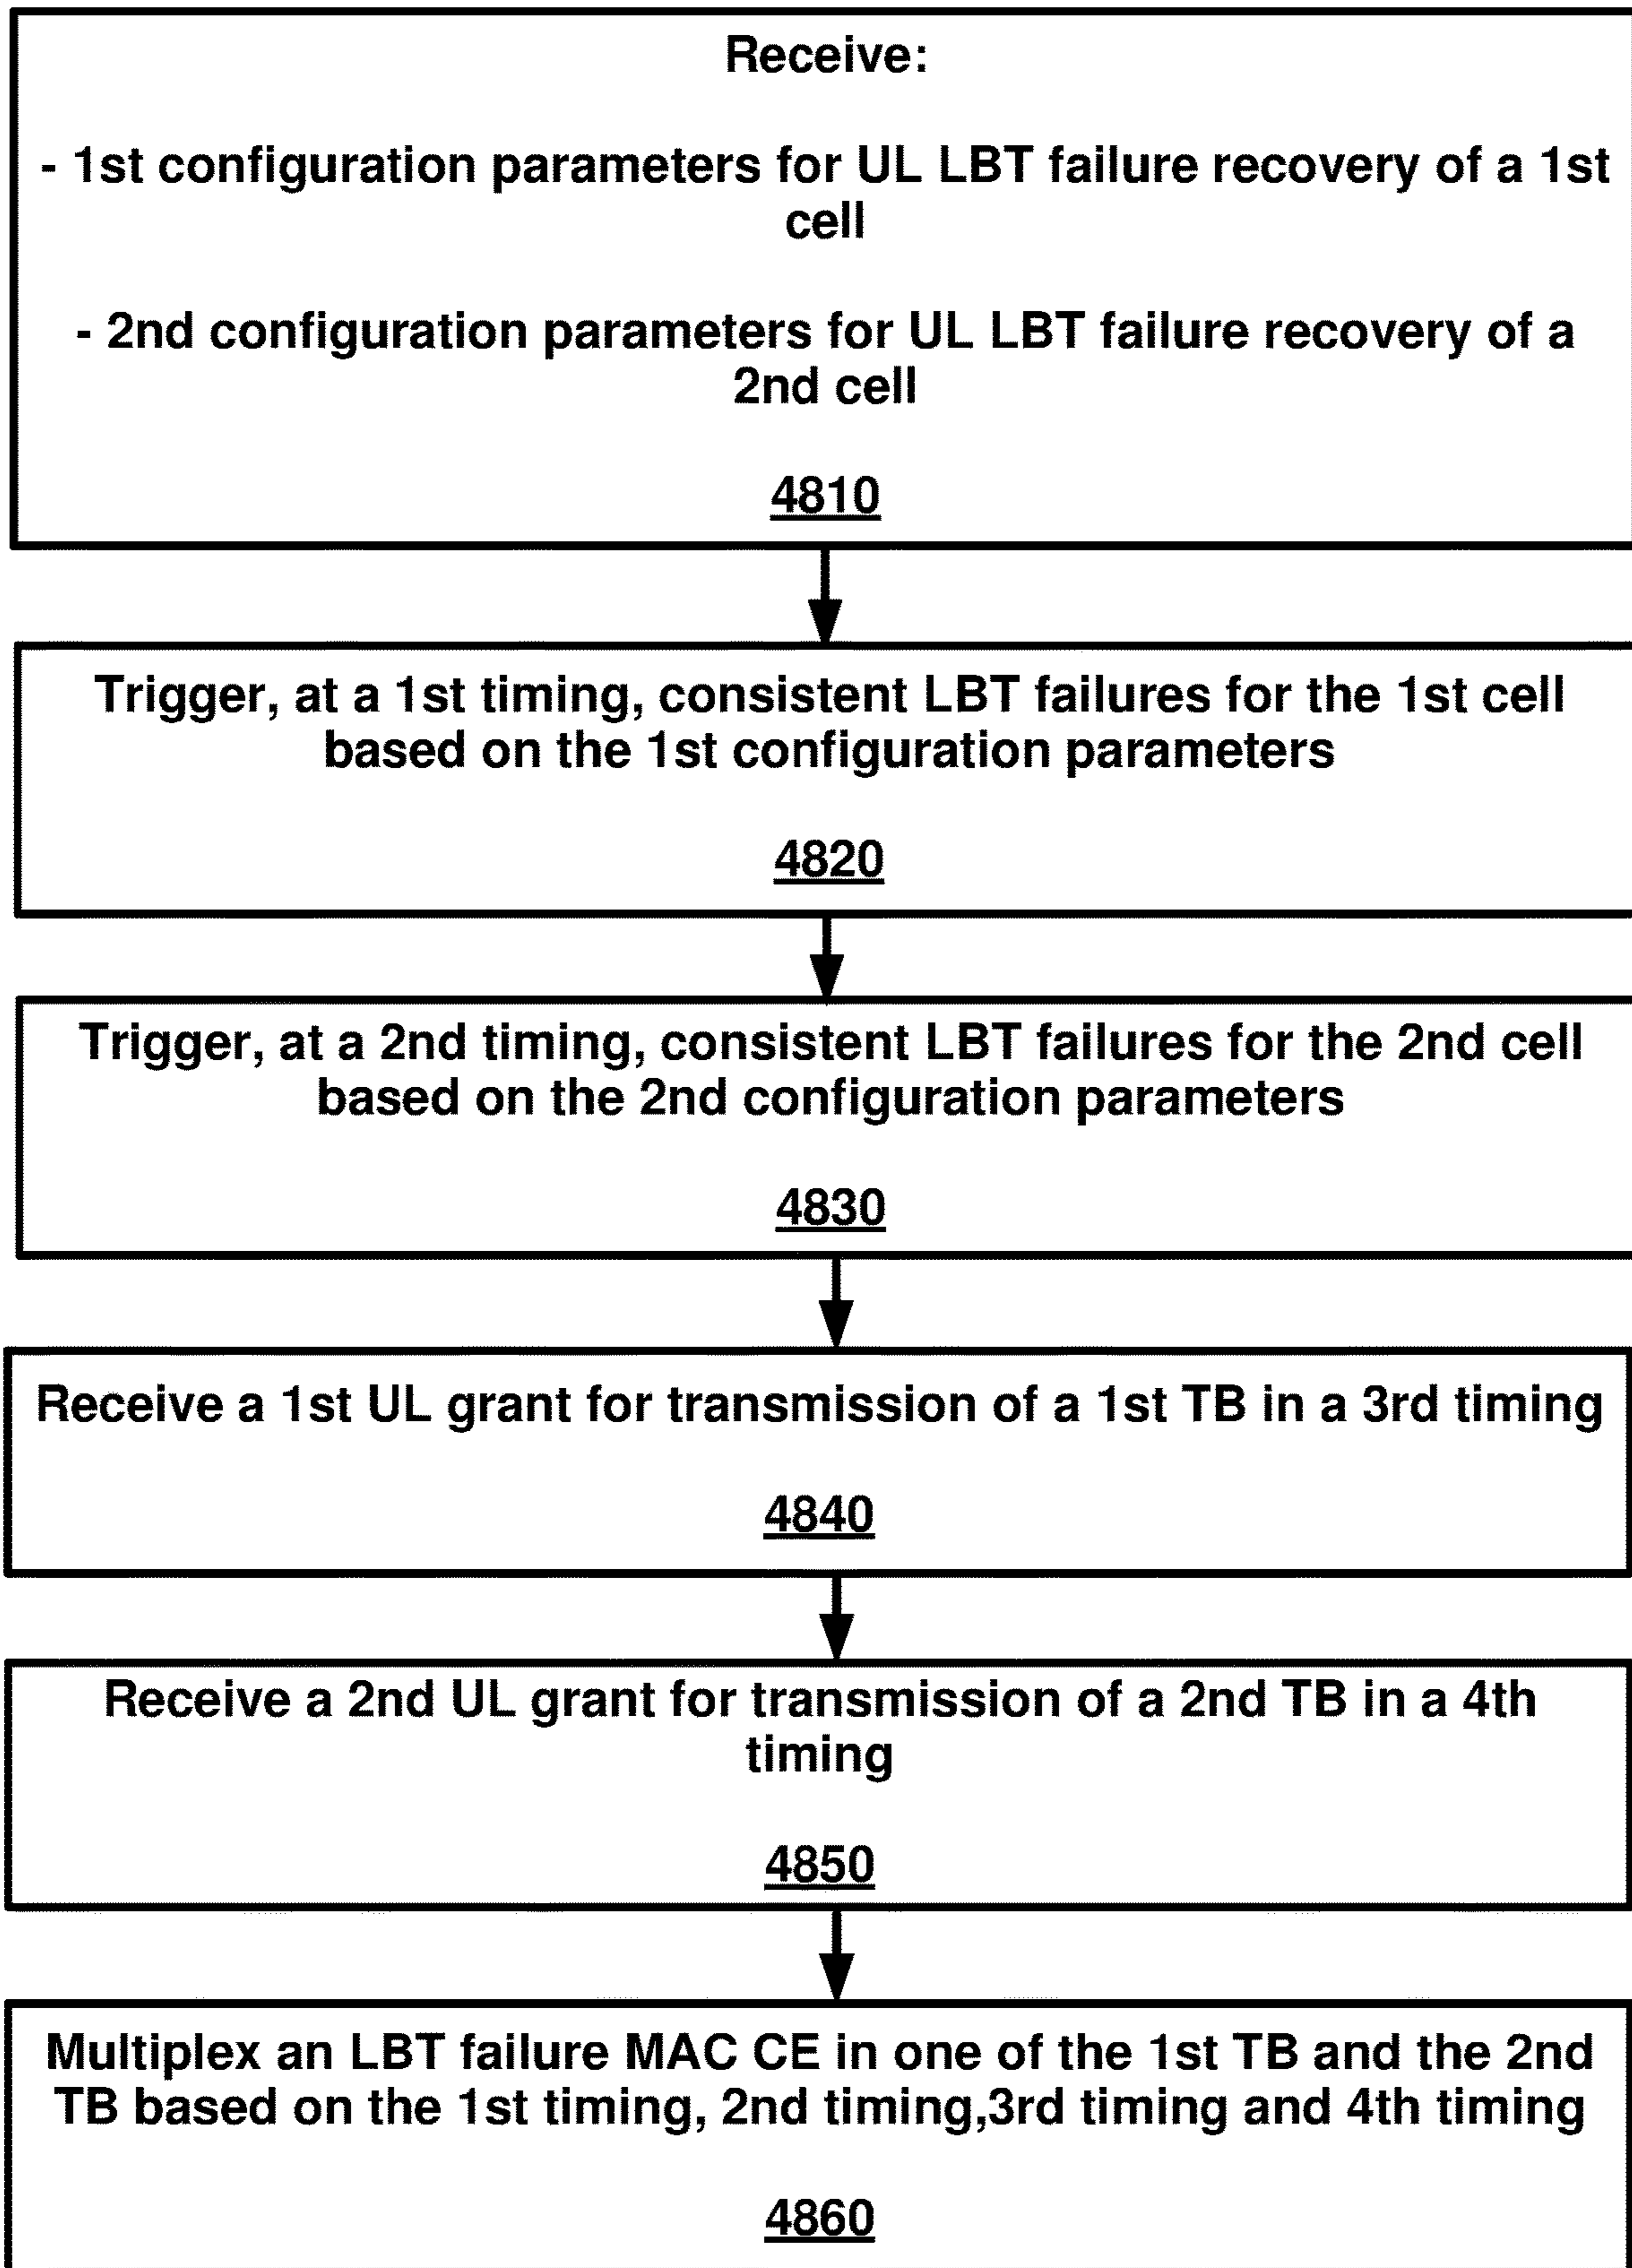 Receive:
- 1st configuration parameters for UL LBT failure recovery of a 1st
cell
- 2nd configuration parameters for UL LBT failure recovery of a
2nd cell
4810
Trigger, at a 1st timing, consistent LBT failures for the 1st cell
based on the 1st configuration parameters
4820
Trigger, at a 2nd timing, consistent LBT failures for the 2nd cell
based on the 2nd configuration parameters
4830
Receive a 1st UL grant for transmission of a 1st TB in a 3rd timing
4840
Receive a 2nd UL grant for transmission of a 2nd TB in a 4th
timing
4850
Multiplex an LBT failure MAC CE in one of the 1st TB and the 2nd
TB based on the 1st timing, 2nd timing,3rd timing and 4th timing
4860